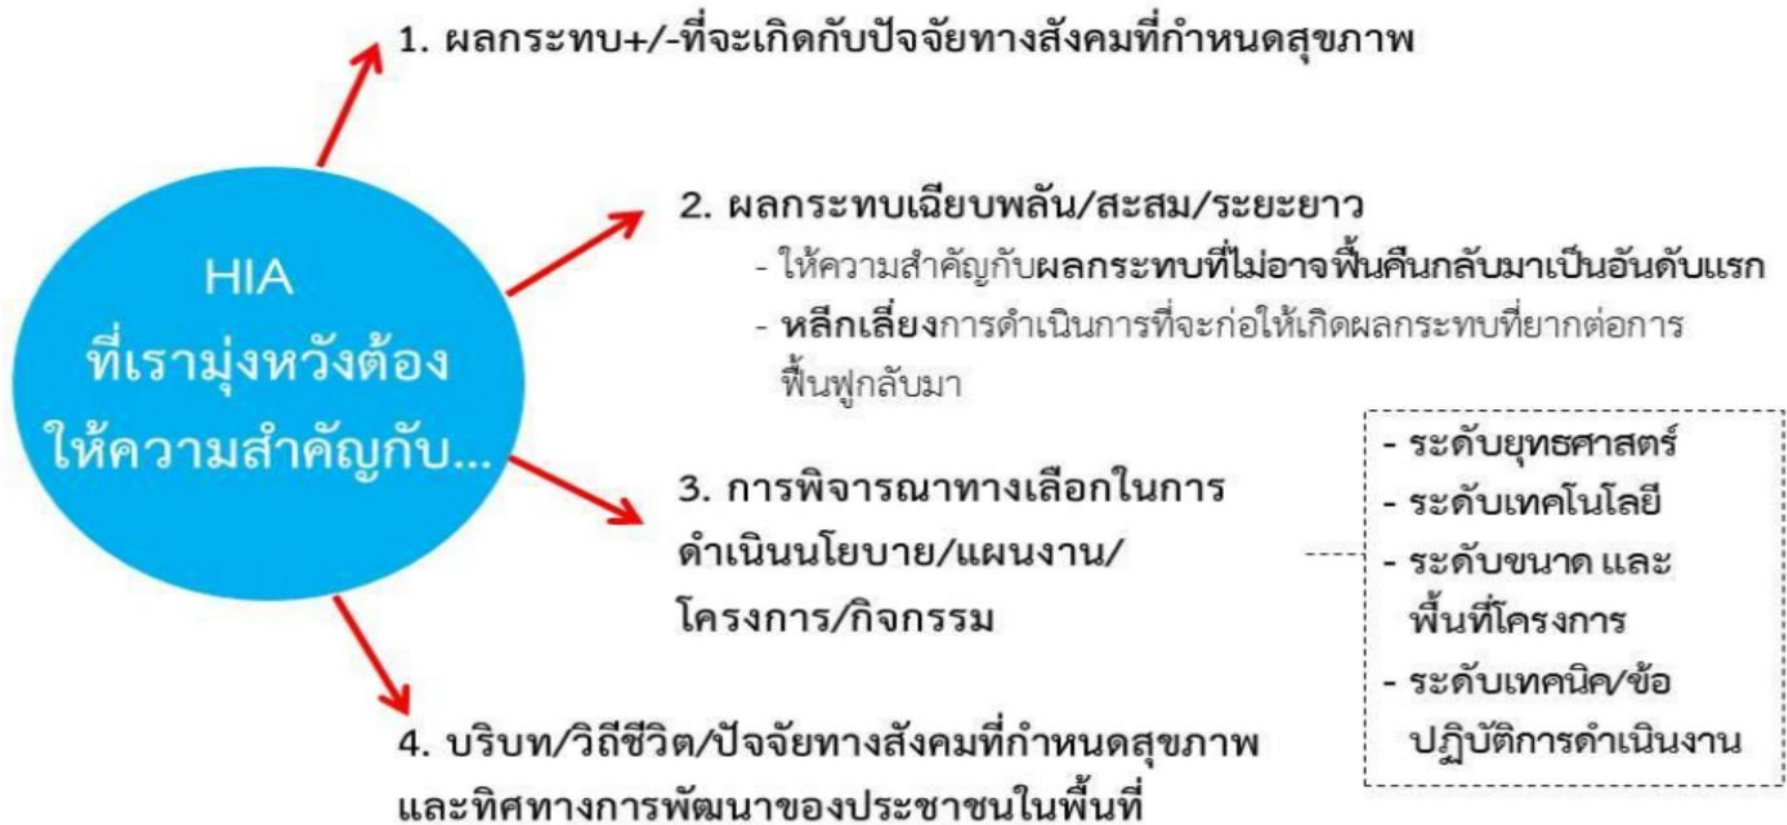 1. ผลกระทบ+/-ที่จะเกิดกับปัจจัยทางสังคมที่กำหนดสุขภาพ
HIA
ที่เรามุ่งหวังต้อง
ให้ความสำคัญกับ...
2. ผลกระทบเฉียบพลัน/สะสม/ระยะยาว
- ให้ความสำคัญกับผลกระทบที่ไม่อาจฟื้นคืนกลับมาเป็นอันดับแรก
- หลีกเลี่ยงการดำเนินการที่จะก่อให้เกิดผลกระทบที่ยากต่อการ
ฟื้นฟูกลับมา
3. การพิจารณาทางเลือกในการ
ดำเนินนโยบาย/แผนงาน/
โครงการ/กิจกรรม
- ระดับยุทธศาสตร์
- ระดับเทคโนโลยี
- ระดับขนาด และ
พื้นที่โครงการ
- ระดับเทคนิค/ข้อ
ปฏิบัติการดำเนินงาน
4. บริบท/วิถีชีวิต/ปัจจัยทางสังคมที่กำหนดสุขภาพ
และทิศทางการพัฒนาของประชาชนในพื้นที่